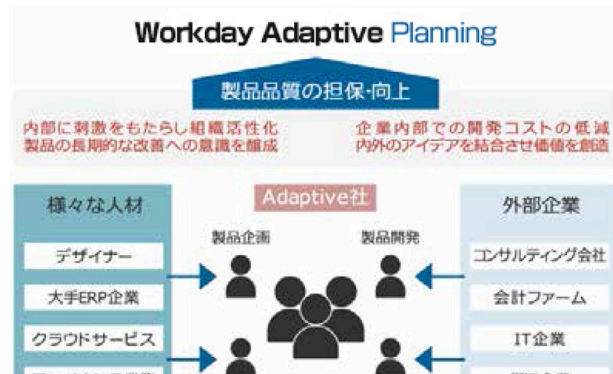 Workday Adaptive Planning
製品品質の担保・向上
内部に刺激をもたらし組織活性化
製品の長期的な改善への意識を醸成
企業内部での開発コストの低減
内外のアイデアを結合させ価値を創造
様々な人材
デザイナー
大手ERP企業
クラウドサービス
Adaptive社
製品企画
製品開発
外部企業
コンサルティング会社
会計ファーム
IT企業